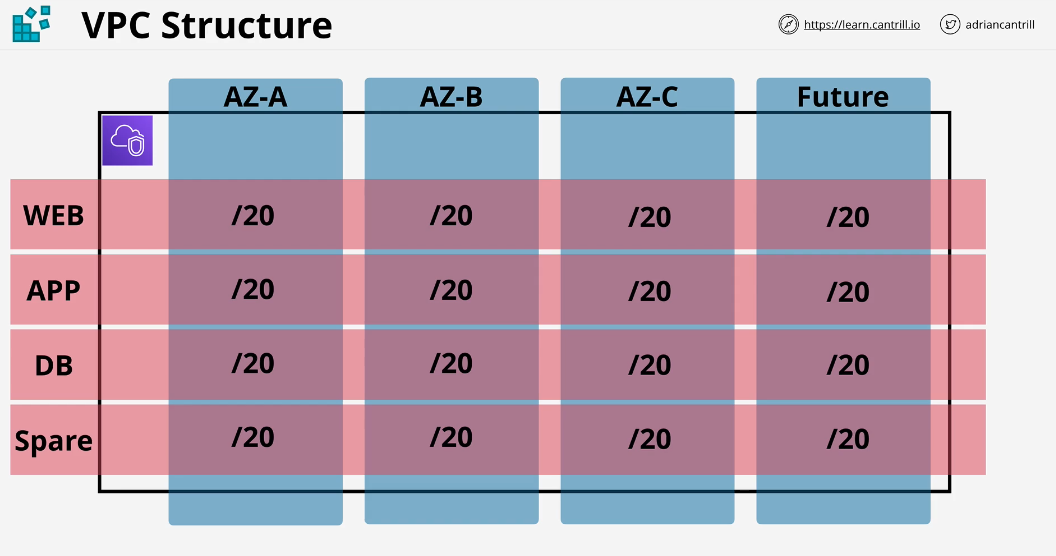 VPC Structure
https://learn.cantrill.io
adriancantrill
AZ-A AZ-B AZ-C Future
WEB /20 /20 /20 /20
APP /20 /20 /20 /20
DB /20 /20 /20 /20
Spare /20 /20 /20 /20